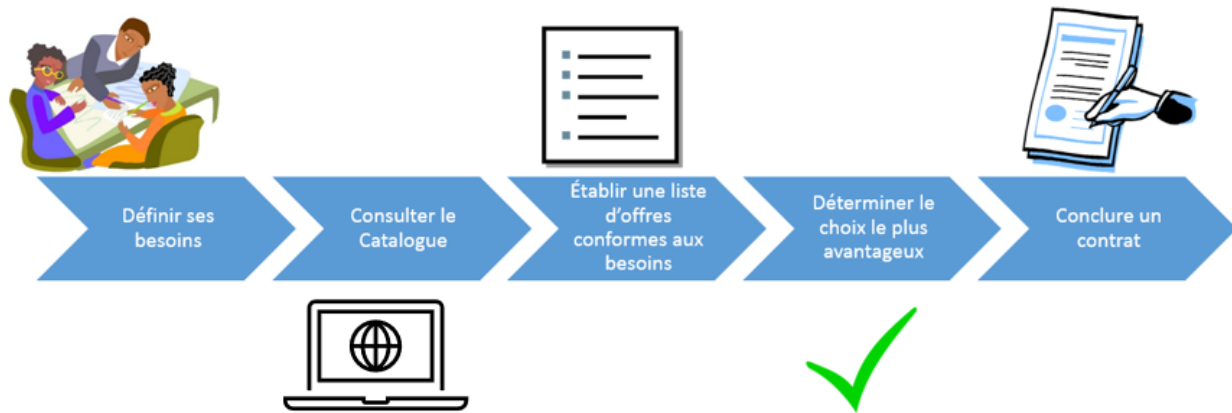 Définir ses
besoins
Consulter le
Catalogue
Établir une liste
d'offres
conformes aux
besoins
Déterminer le
choix le plus
avantageux
Conclure un
contrat